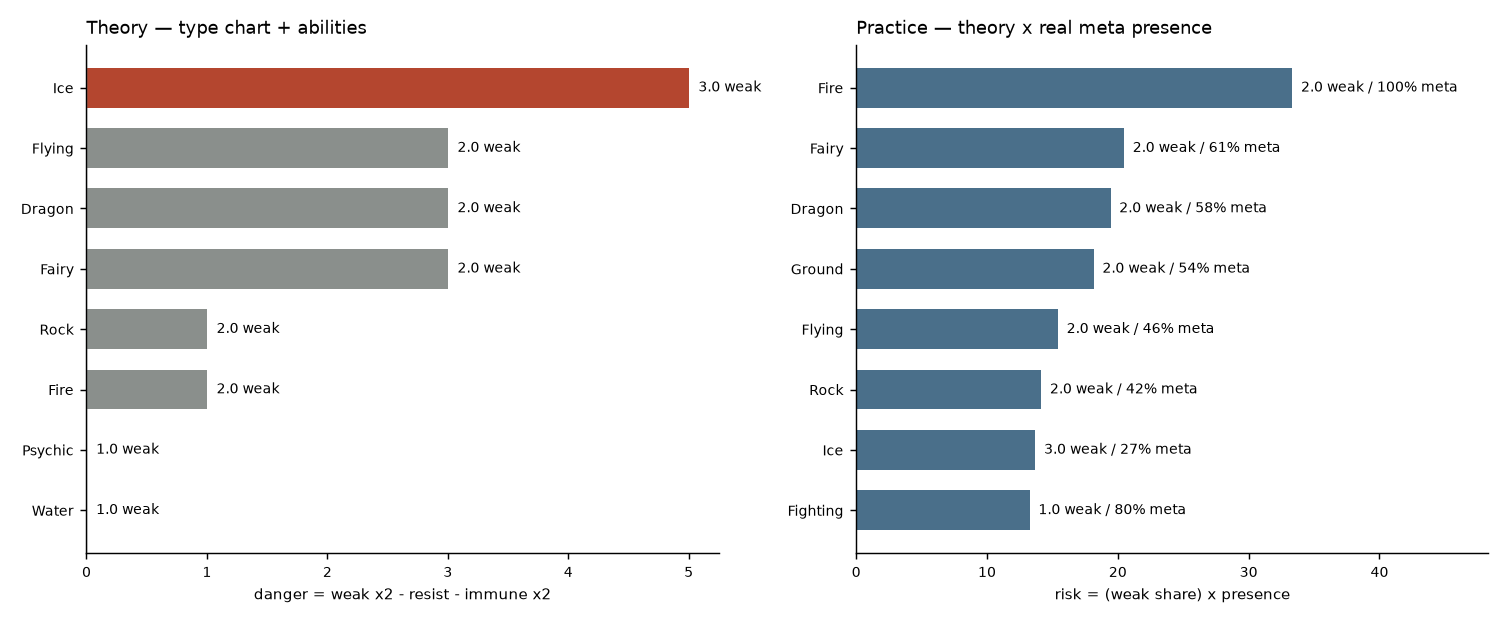 Theory — type chart + abilities
Ice
3.0 weak
Flying
2.0 weak
Dragon
2.0 weak
Fairy
2.0 weak
Rock
2.0 weak
Fire
2.0 weak
Psychic
1.0 weak
Water
1.0 weak
0 1 2 3 4 5
danger = weak x2 - resist - immune x2
Practice — theory x real meta presence
Fire
2.0 weak / 100% meta
Fairy
2.0 weak / 61% meta
Dragon
2.0 weak / 58% meta
Ground
2.0 weak / 54% meta
Flying
2.0 weak / 46% meta
Rock
2.0 weak / 42% meta
Ice
3.0 weak / 27% meta
Fighting
1.0 weak / 80% meta
0 10 20 30 40
risk = (weak share) x presence